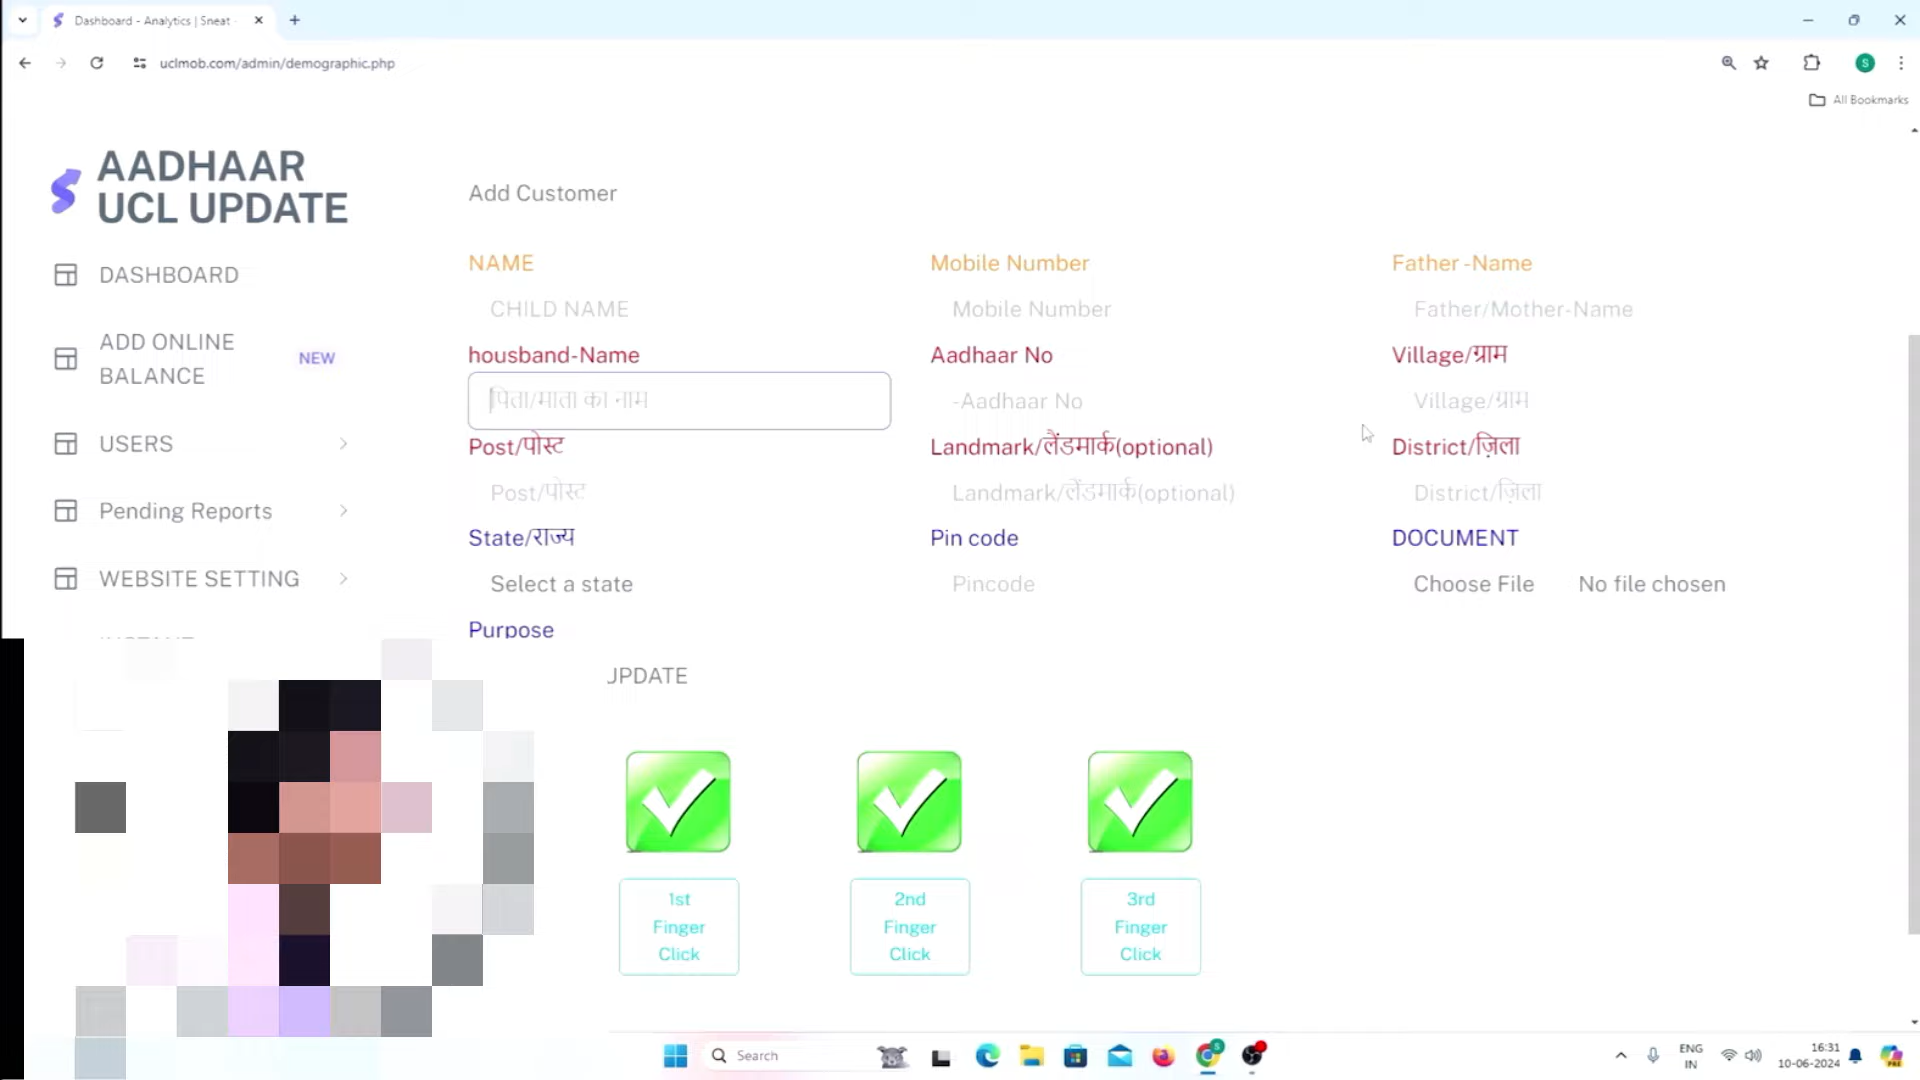 Dashboard - Analytics | Sneat
uclmob.com/admin/demographic.php
S
All Bookmarks
AADHAAR
UCL UPDATE
Add Customer
NAME
Mobile Number
Father -Name
DASHBOARD
CHILD NAME
Mobile Number
Father/Mother-Name
ADD ONLINE
BALANCE
NEW
housband-Name
Aadhaar No
Village/ग्राम
पिता/माता का नाम
-Aadhaar No
Village/ग्राम
USERS
Post/पोस्ट
Landmark/लैंडमार्क(optional)
District/ज़िला
Post/पोस्ट
Landmark/लैंडमार्क(optional)
District/ज़िला
Pending Reports
State/राज्य
Pin code
DOCUMENT
WEBSITE SETTING
Select a state
Pincode
Choose File
No file chosen
Purpose
UPDATE
1st
Finger
Click
2nd
Finger
Click
3rd
Finger
Click
Search
ENG
IN
16:31
10-06-2024